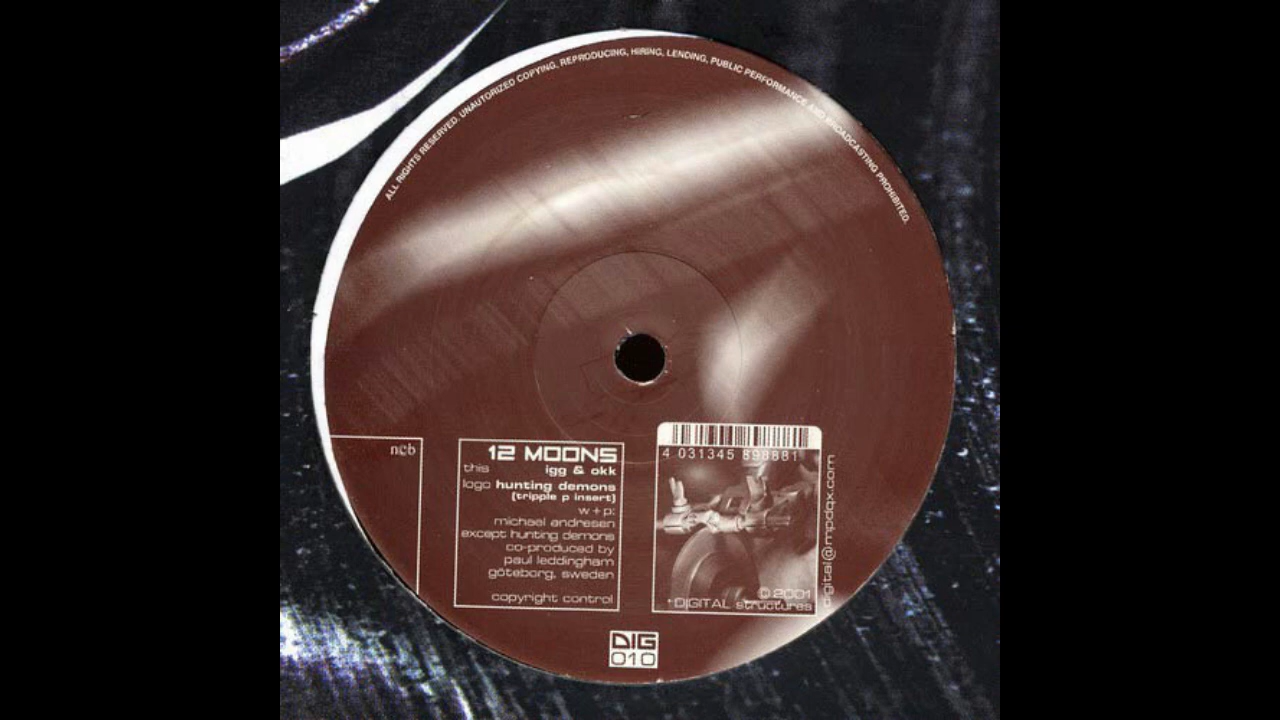 ALL RIGHTS RESERVED. UNAUTORIZED COPYING, REPRODUCING, HIRING, LENDING, PUBLIC PERFORMANCE AND BROADCASTING PROHIBITED.
ncb
12 MOONS
this igg & okk
logo hunting demons
(tripple p insert)
w + p:
michael andresen
except hunting demons
co-produced by
paul leddingham
göteborg, sweden
copyright control
4 031345 898881
© 2001
*DIGITAL structures
digital@mpdqx.com
DIG
010